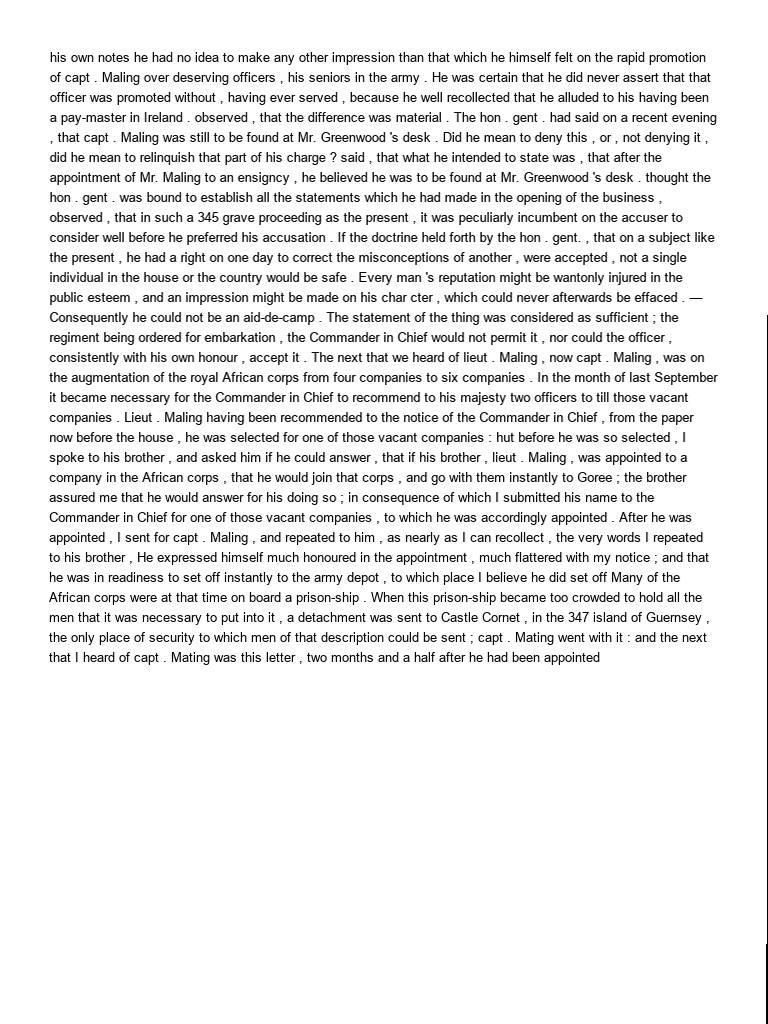 his own notes he had no idea to make any other impression than that which he himself felt on the rapid promotion
of capt . Maling over deserving officers , his seniors in the army . He was certain that he did never assert that that
officer was promoted without , having ever served , because he well recollected that he alluded to his having been
a pay-master in Ireland . observed , that the difference was material . The hon . gent . had said on a recent evening
, that capt . Maling was still to be found at Mr. Greenwood 's desk . Did he mean to deny this , or , not denying it ,
did he mean to relinquish that part of his charge ? said , that what he intended to state was , that after the
appointment of Mr. Maling to an ensigncy , he believed he was to be found at Mr. Greenwood 's desk . thought the
hon . gent . was bound to establish all the statements which he had made in the opening of the business ,
observed , that in such a 345 grave proceeding as the present , it was peculiarly incumbent on the accuser to
consider well before he preferred his accusation . If the doctrine held forth by the hon . gent. , that on a subject like
the present , he had a right on one day to correct the misconceptions of another , were accepted , not a single
individual in the house or the country would be safe . Every man 's reputation might be wantonly injured in the
public esteem , and an impression might be made on his char cter , which could never afterwards be effaced . —
Consequently he could not be an aid-de-camp . The statement of the thing was considered as sufficient ; the
regiment being ordered for embarkation , the Commander in Chief would not permit it , nor could the officer ,
consistently with his own honour , accept it . The next that we heard of lieut . Maling , now capt . Maling , was on
the augmentation of the royal African corps from four companies to six companies . In the month of last September
it became necessary for the Commander in Chief to recommend to his majesty two officers to till those vacant
companies . Lieut . Maling having been recommended to the notice of the Commander in Chief , from the paper
now before the house , he was selected for one of those vacant companies : hut before he was so selected , I
spoke to his brother , and asked him if he could answer , that if his brother , lieut . Maling , was appointed to a
company in the African corps , that he would join that corps , and go with them instantly to Goree ; the brother
assured me that he would answer for his doing so ; in consequence of which I submitted his name to the
Commander in Chief for one of those vacant companies , to which he was accordingly appointed . After he was
appointed , I sent for capt . Maling , and repeated to him , as nearly as I can recollect , the very words I repeated
to his brother , He expressed himself much honoured in the appointment , much flattered with my notice ; and that
he was in readiness to set off instantly to the army depot , to which place I believe he did set off Many of the
African corps were at that time on board a prison-ship . When this prison-ship became too crowded to hold all the
men that it was necessary to put into it , a detachment was sent to Castle Cornet , in the 347 island of Guernsey ,
the only place of security to which men of that description could be sent ; capt . Mating went with it : and the next
that I heard of capt . Mating was this letter , two months and a half after he had been appointed